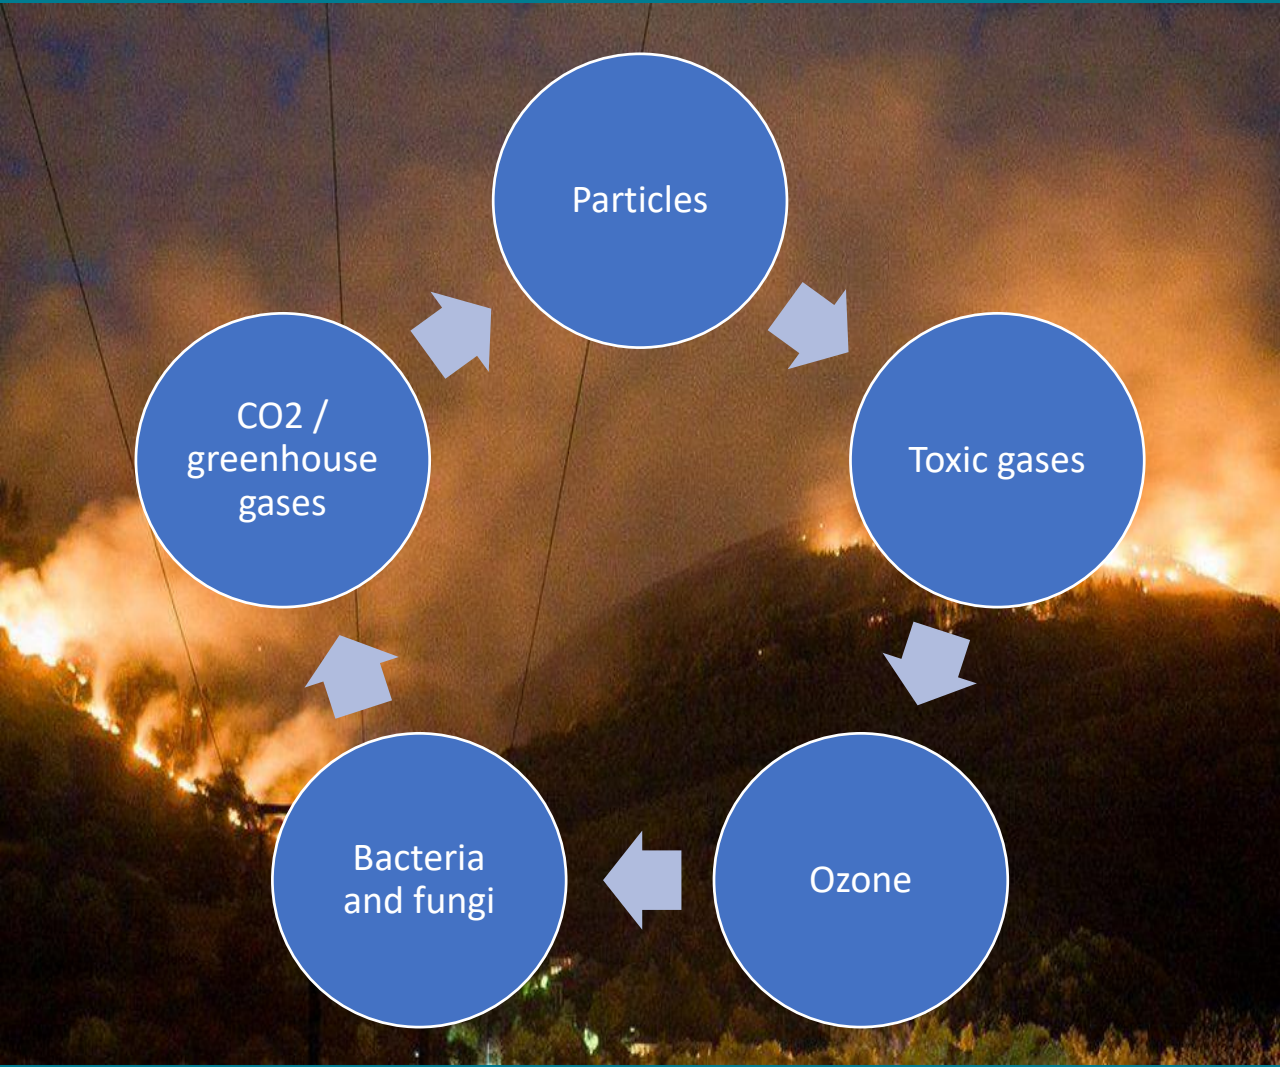 Particles
Toxic gases
Ozone
Bacteria
and fungi
CO2 /
greenhouse
gases